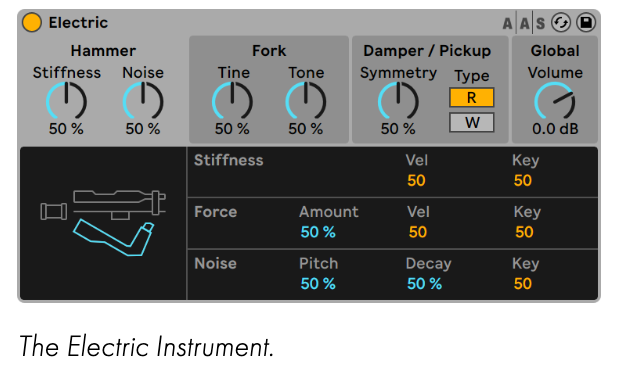 Electric
A|A|S
Hammer Fork Damper / Pickup Global
Stiffness Noise Tine Tone Symmetry Type Volume
R
W
50 % 50 % 50 % 50 % 50 % 0.0 dB
Stiffness Vel Key
50 50
Force Amount Vel Key
50 % 50 50
Noise Pitch Decay Key
50 % 50 % 50
The Electric Instrument.